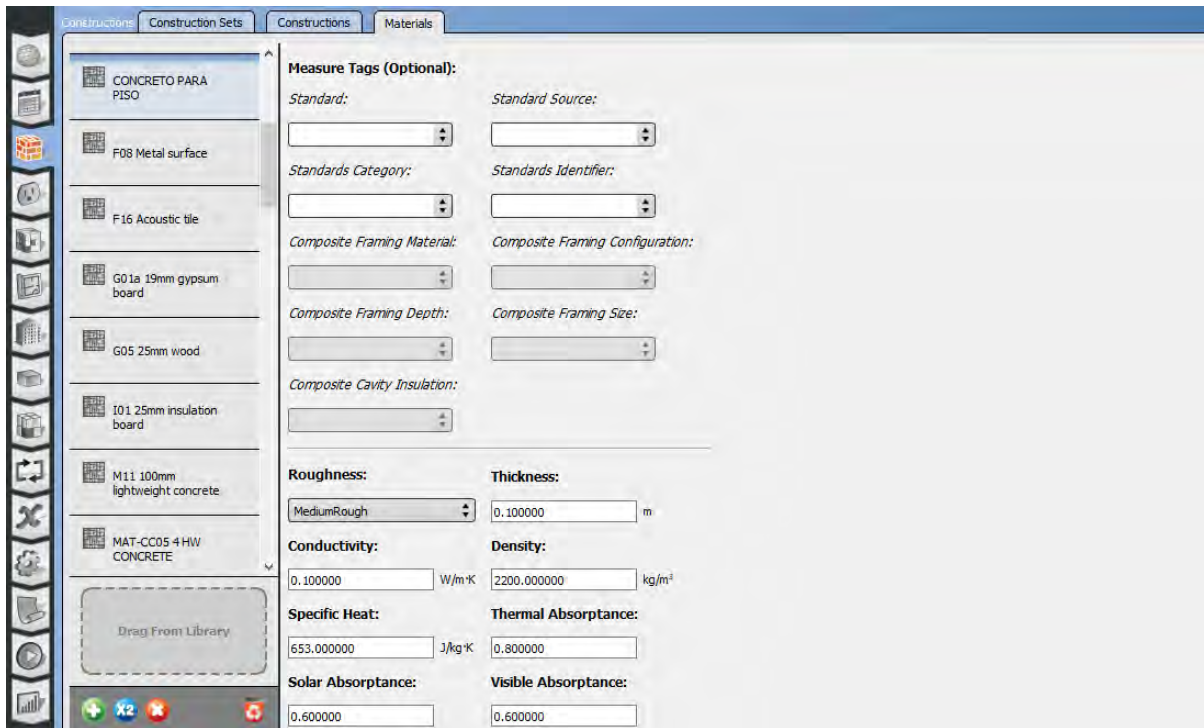 Constructions
Construction Sets
Constructions
Materials
CONCRETO PARA
PISO
F08 Metal surface
F16 Acoustic tile
G01a 19mm gypsum
board
G05 25mm wood
I01 25mm insulation
board
M11 100mm
lightweight concrete
MAT-CC05 4 HW
CONCRETE
Drag From Library
X2
Measure Tags (Optional):
Standard: Standard Source:
Standards Category: Standards Identifier:
Composite Framing Material: Composite Framing Configuration:
Composite Framing Depth: Composite Framing Size:
Composite Cavity Insulation:
Roughness: Thickness:
MediumRough 0.100000 m
Conductivity: Density:
0.100000 W/m·K 2200.000000 kg/m³
Specific Heat: Thermal Absorptance:
653.000000 J/kg·K 0.800000
Solar Absorptance: Visible Absorptance:
0.600000 0.600000